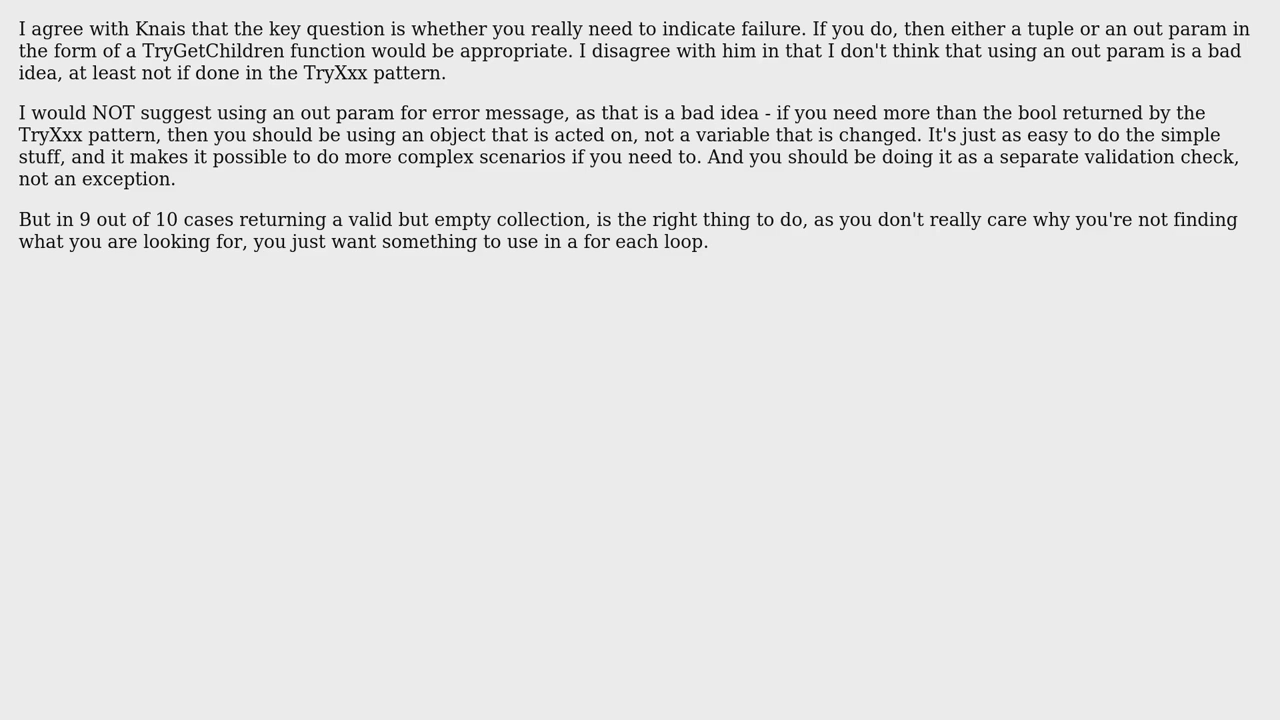 I agree with Knais that the key question is whether you really need to indicate failure. If you do, then either a tuple or an out param in
the form of a TryGetChildren function would be appropriate. I disagree with him in that I don't think that using an out param is a bad
idea, at least not if done in the TryXxx pattern.
I would NOT suggest using an out param for error message, as that is a bad idea - if you need more than the bool returned by the
TryXxx pattern, then you should be using an object that is acted on, not a variable that is changed. It's just as easy to do the simple
stuff, and it makes it possible to do more complex scenarios if you need to. And you should be doing it as a separate validation check,
not an exception.
But in 9 out of 10 cases returning a valid but empty collection, is the right thing to do, as you don't really care why you're not finding
what you are looking for, you just want something to use in a for each loop.